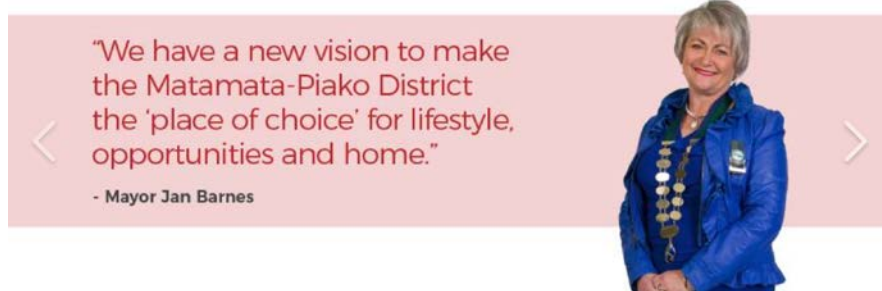 “We have a new vision to make
the Matamata-Piako District
the ‘place of choice’ for lifestyle,
opportunities and home.”
- Mayor Jan Barnes